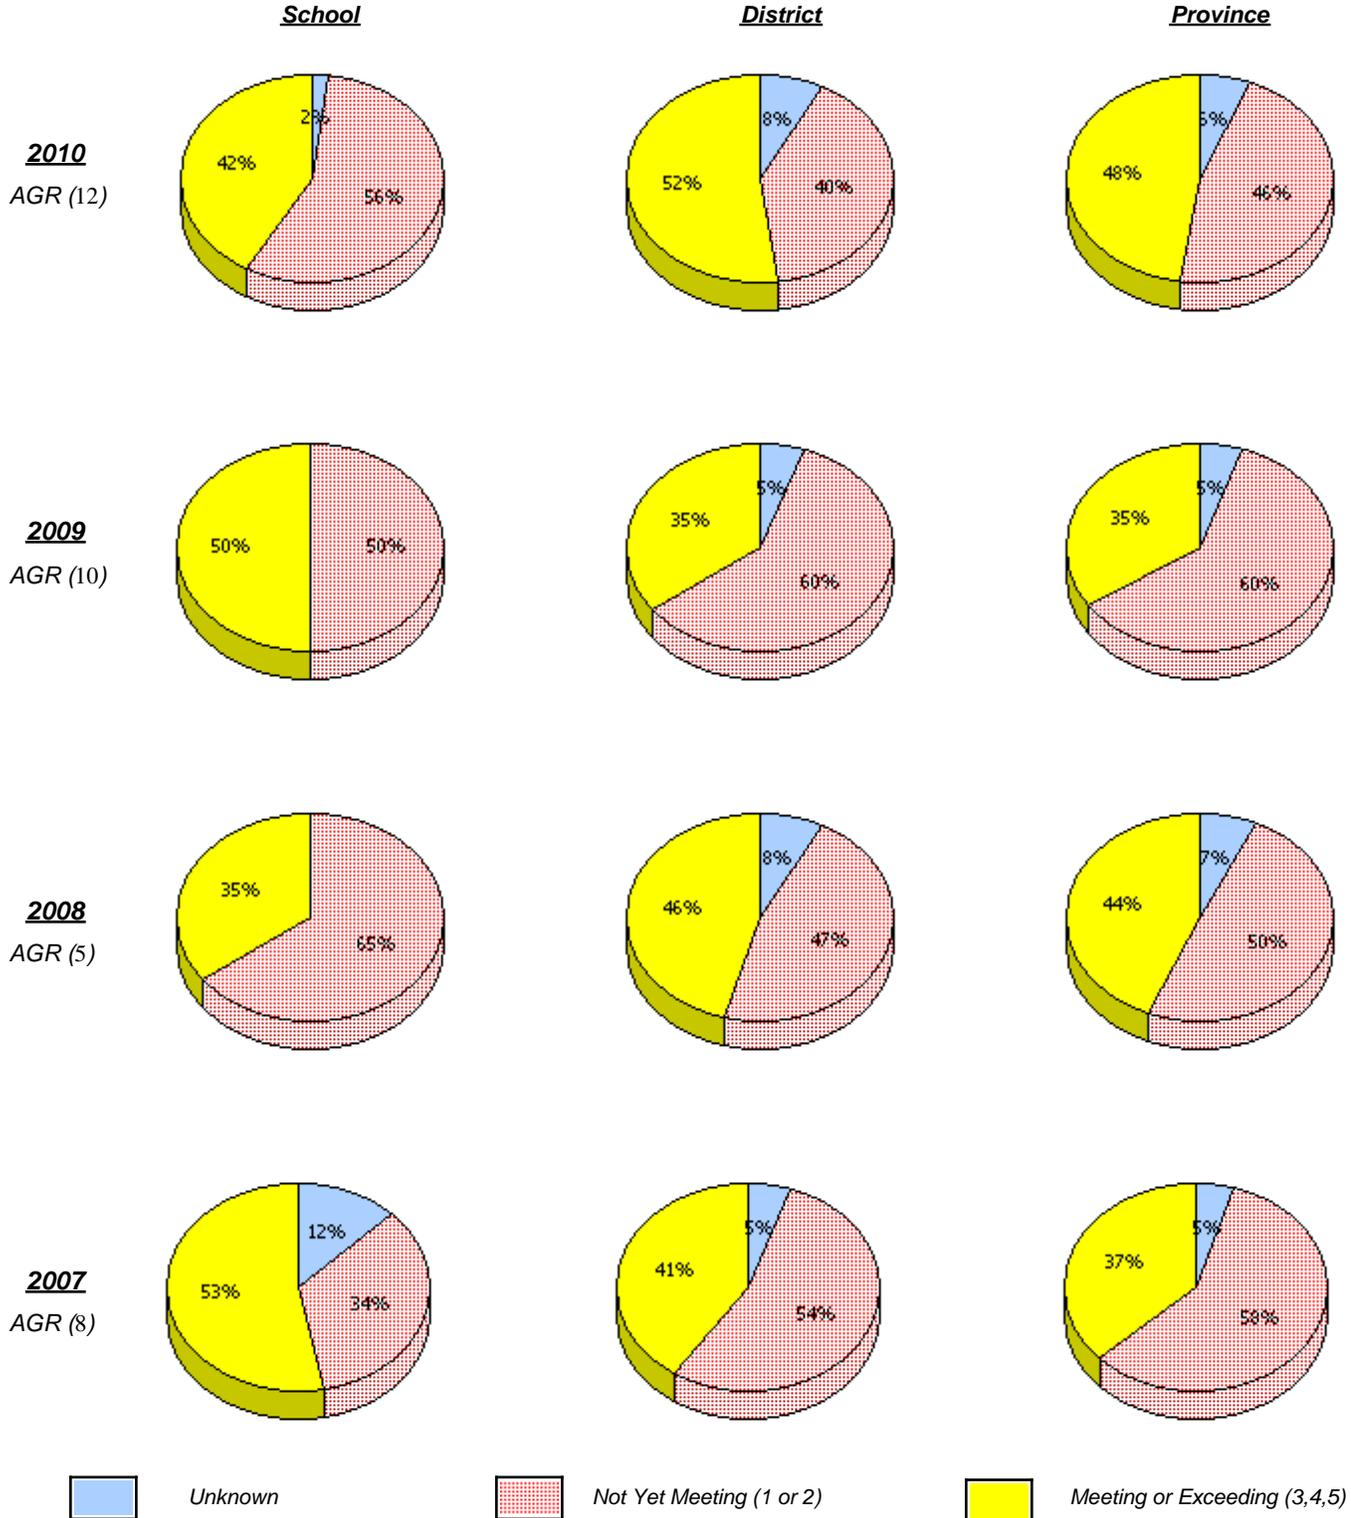 School District Province
2010
AGR (12)
2% 42% 56%
8% 52% 40%
6% 48% 46%
2009
AGR (10)
50% 50%
5% 35% 60%
5% 35% 60%
2008
AGR (5)
35% 65%
8% 46% 47%
7% 44% 50%
2007
AGR (8)
12% 53% 34%
5% 41% 54%
5% 37% 58%
Unknown Not Yet Meeting (1 or 2) Meeting or Exceeding (3,4,5)